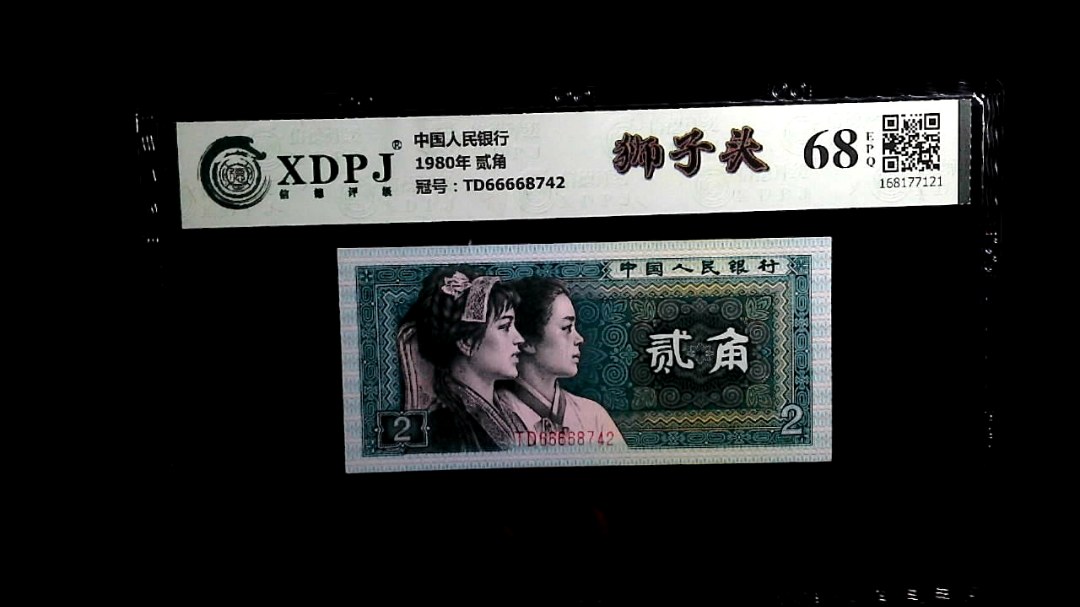 XDPJ®
信德评级
中国人民银行
1980年 贰角
冠号：TD66668742
狮子头
68
EPQ
168177121
中国人民银行
贰角
2
2
TD66668742